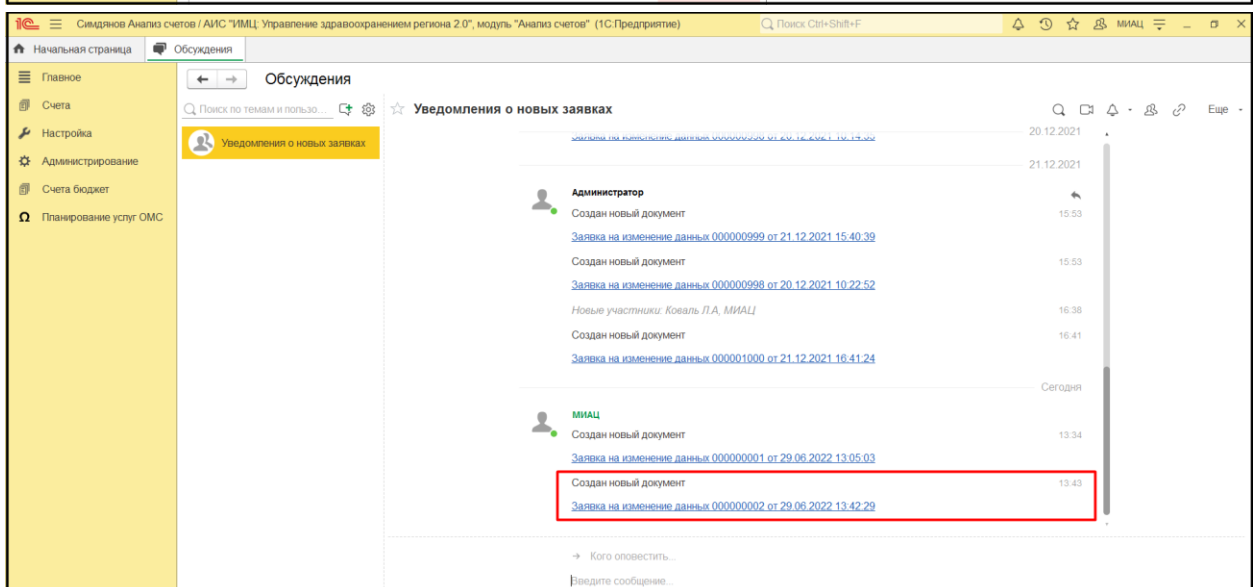 Симдянов Анализ счетов / АИС "ИМЦ: Управление здравоохранением региона 2.0", модуль "Анализ счетов" (1С:Предприятие)
Поиск Ctrl+Shift+F
МИАЦ
Начальная страница
Обсуждения
Главное
Счета
Настройка
Администрирование
Счета бюджет
Планирование услуг ОМС
Обсуждения
Поиск по темам и пользо...
Уведомления о новых заявках
Уведомления о новых заявках
Еще
20.12.2021
21.12.2021
Администратор
Создан новый документ 15:53
Заявка на изменение данных 000000999 от 21.12.2021 15:40:39
Создан новый документ 15:53
Заявка на изменение данных 000000998 от 20.12.2021 10:22:52
Новые участники: Коваль Л.А, МИАЦ 16:38
Создан новый документ 16:41
Заявка на изменение данных 000001000 от 21.12.2021 16:41:24
Сегодня
МИАЦ
Создан новый документ 13:34
Заявка на изменение данных 000000001 от 29.06.2022 13:05:03
Создан новый документ 13:43
Заявка на изменение данных 000000002 от 29.06.2022 13:42:29
Кого оповестить...
Введите сообщение...